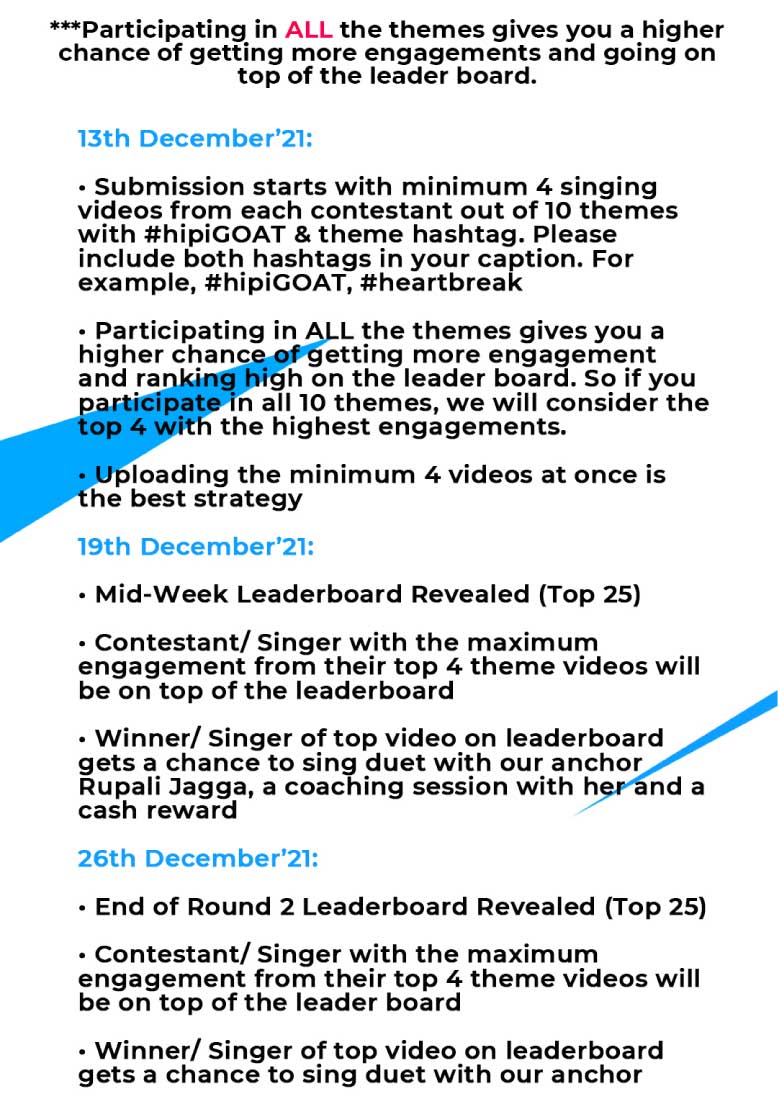 ***Participating in ALL the themes gives you a higher
chance of getting more engagements and going on
top of the leader board.
13th December’21:
• Submission starts with minimum 4 singing
videos from each contestant out of 10 themes
with #hipiGOAT & theme hashtag. Please
include both hashtags in your caption. For
example, #hipiGOAT, #heartbreak
• Participating in ALL the themes gives you a
higher chance of getting more engagement
and ranking high on the leader board. So if you
participate in all 10 themes, we will consider the
top 4 with the highest engagements.
• Uploading the minimum 4 videos at once is
the best strategy
19th December’21:
• Mid-Week Leaderboard Revealed (Top 25)
• Contestant/ Singer with the maximum
engagement from their top 4 theme videos will
be on top of the leaderboard
• Winner/ Singer of top video on leaderboard
gets a chance to sing duet with our anchor
Rupali Jagga, a coaching session with her and a
cash reward
26th December’21:
• End of Round 2 Leaderboard Revealed (Top 25)
• Contestant/ Singer with the maximum
engagement from their top 4 theme videos will
be on top of the leader board
• Winner/ Singer of top video on leaderboard
gets a chance to sing duet with our anchor